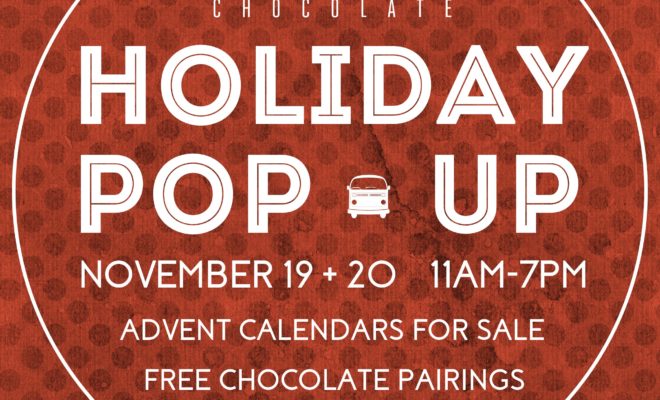 CHOCOLATE
HOLIDAY
POP UP
NOVEMBER 19 + 20 11AM-7PM
ADVENT CALENDARS FOR SALE
FREE CHOCOLATE PAIRINGS